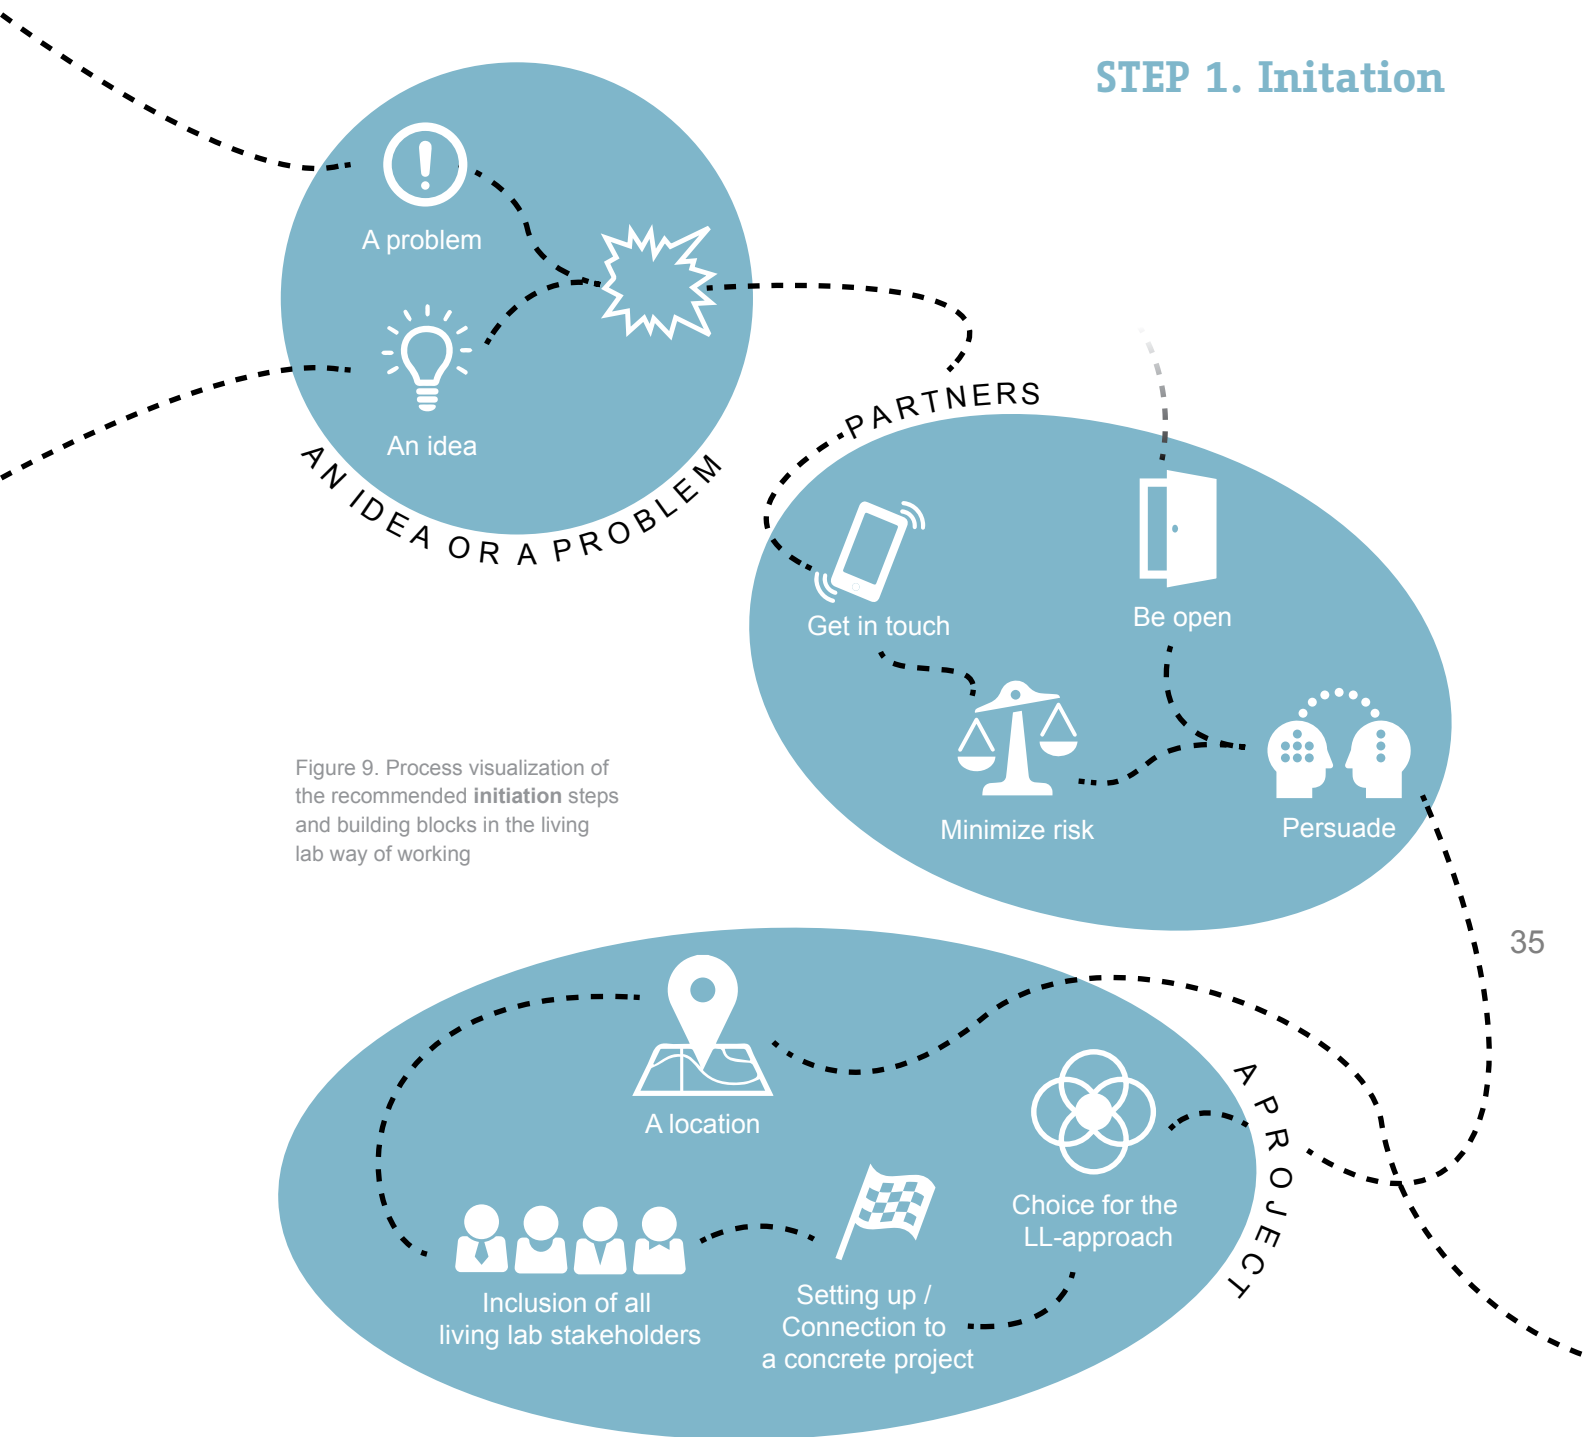 STEP 1. Initation
A problem
An idea
AN IDEA OR A PROBLEM
PARTNERS
Get in touch
Be open
Minimize risk
Persuade
Figure 9. Process visualization of
the recommended initiation steps
and building blocks in the living
lab way of working
35
A location
A PROJECT
Choice for the
LL-approach
Inclusion of all
living lab stakeholders
Setting up /
Connection to
a concrete project